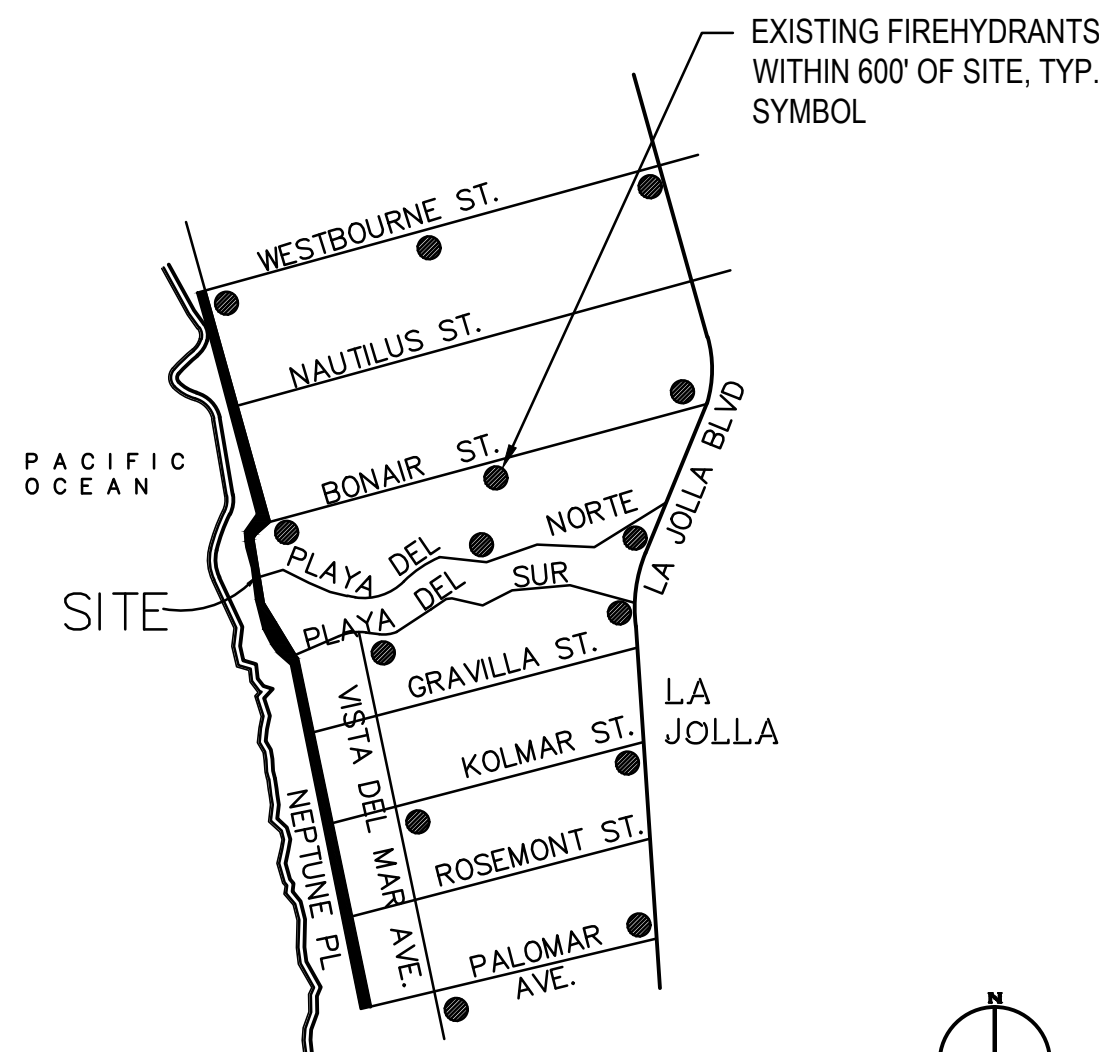 EXISTING FIREHYDRANTS
WITHIN 600' OF SITE, TYP.
SYMBOL
WESTBOURNE ST.
NAUTILUS ST.
BONAIR ST.
PACIFIC
OCEAN
PLAYA DEL NORTE
LA JOLLA BLVD
SITE
PLAYA DEL SUR
GRAVILLA ST.
LA
JOLLA
VISTA DEL MAR AVE.
KOLMAR ST.
NEPTUNE PL
ROSEMONT ST.
PALOMAR
AVE.
N